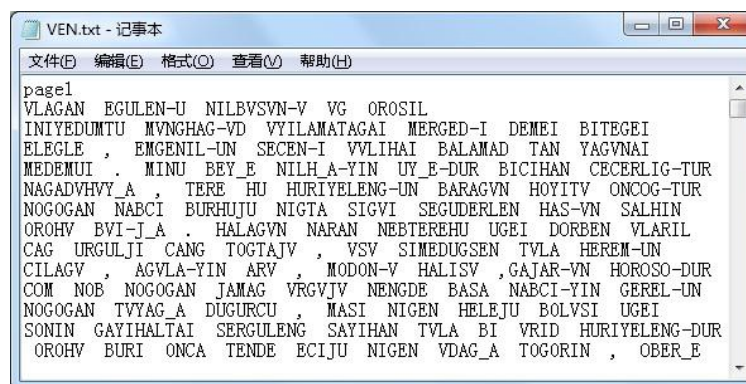 VEN.txt - 记事本
文件(F) 编辑(E) 格式(O) 查看(V) 帮助(H)
page1
VLAGAN EGULEN-U NILBVSVN-V VG OROSIL
INIYEDUMTU MVNGHAG-VD VYILAMATAGAI MERGED-I DEMEI BITEGEI
ELEGLE , EMGENIL-UN SECEN-I VVLIHAI BALAMAD TAN YAGVNAI
MEDEMUI . MINU BEY_E NILH_A-YIN UY_E-DUR BICIHAN CECERLIG-TUR
NAGADVHVY_A , TERE HU HURIYELENG-UN BARAGVN HOYITV ONCOG-TUR
NOGOGAN NABCI BURHUJU NIGTA SIGVI SEGUDERLEN HAS-VN SALHIN
OROHV BVI-J_A . HALAGVN NARAN NEBTEREHU UGEI DORBEN VLARIL
CAG URGULJI CANG TOGTAJV , VSV SIMEDUGSEN TVLA HEREM-UN
CILAGV , AGVLA-YIN ARV , MODON-V HALISV ,GAJAR-VN HOROSO-DUR
COM NOB NOGOGAN JAMAG VRGVJV NENGDE BASA NABCI-YIN GEREL-UN
NOGOGAN TVYAG_A DUGURCU , MASI NIGEN HELEJU BOLVSI UGEI
SONIN GAYIHALTAI SERGULENG SAYIHAN TVLA BI VRID HURIYELENG-DUR
OROHV BURI ONCA TENDE ECIJU NIGEN VDAG_A TOGORIN , OBER_E